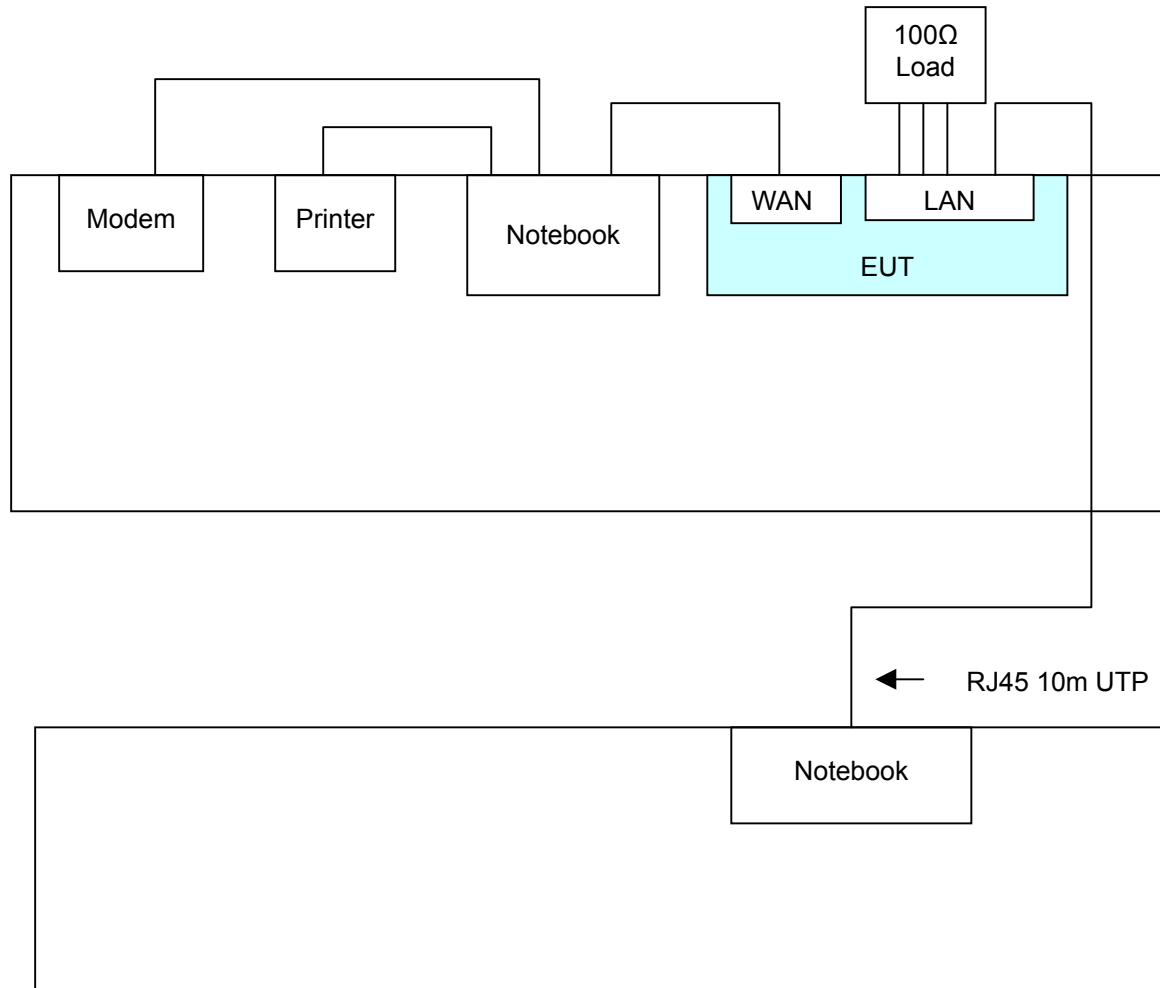 100Ω
Load
Modem
Printer
Notebook
WAN
LAN
EUT
RJ45 10m UTP
Notebook